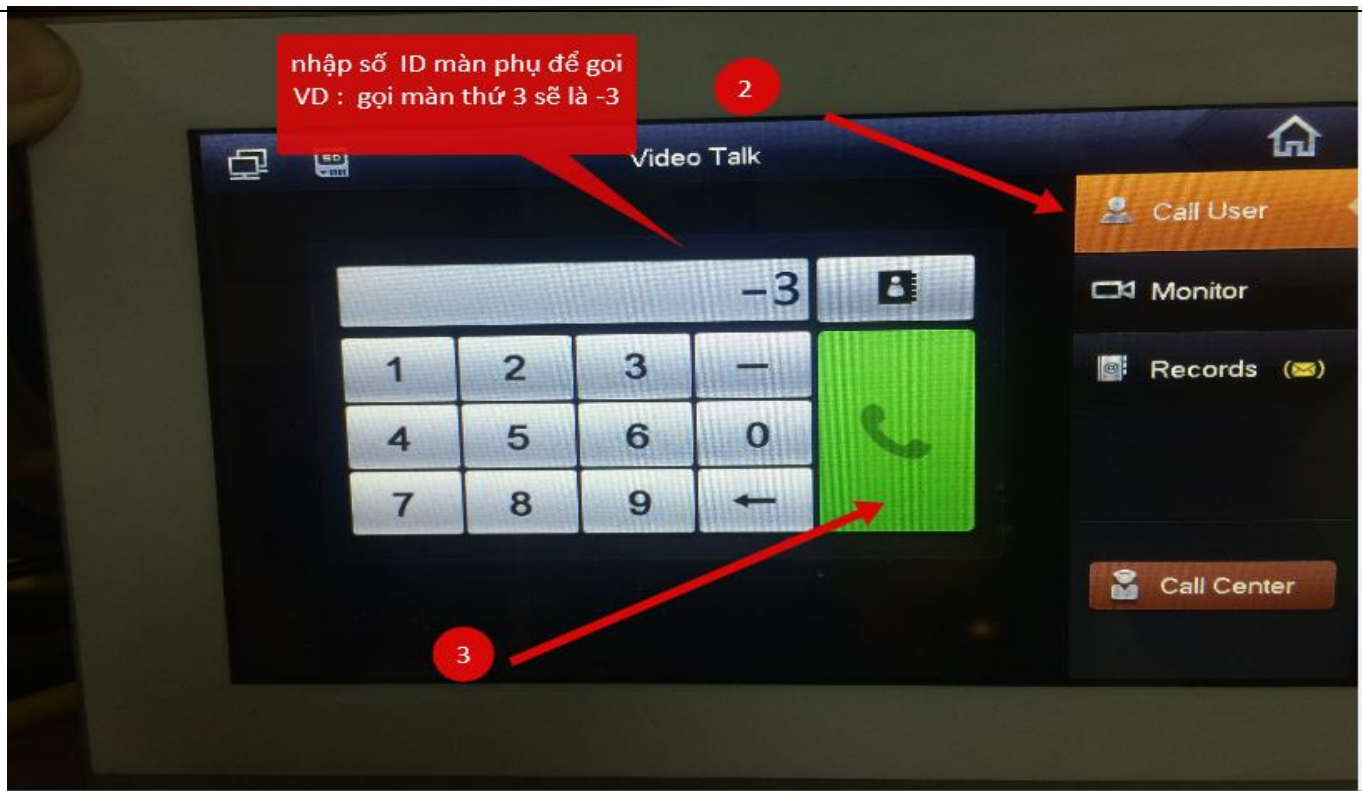 nhập số ID màn phụ để goi
VD : gọi màn thứ 3 sẽ là -3
2
SD
Video Talk
Call User
-3
Monitor
1 2 3 —
Records
4 5 6 0
7 8 9 ←
Call Center
3